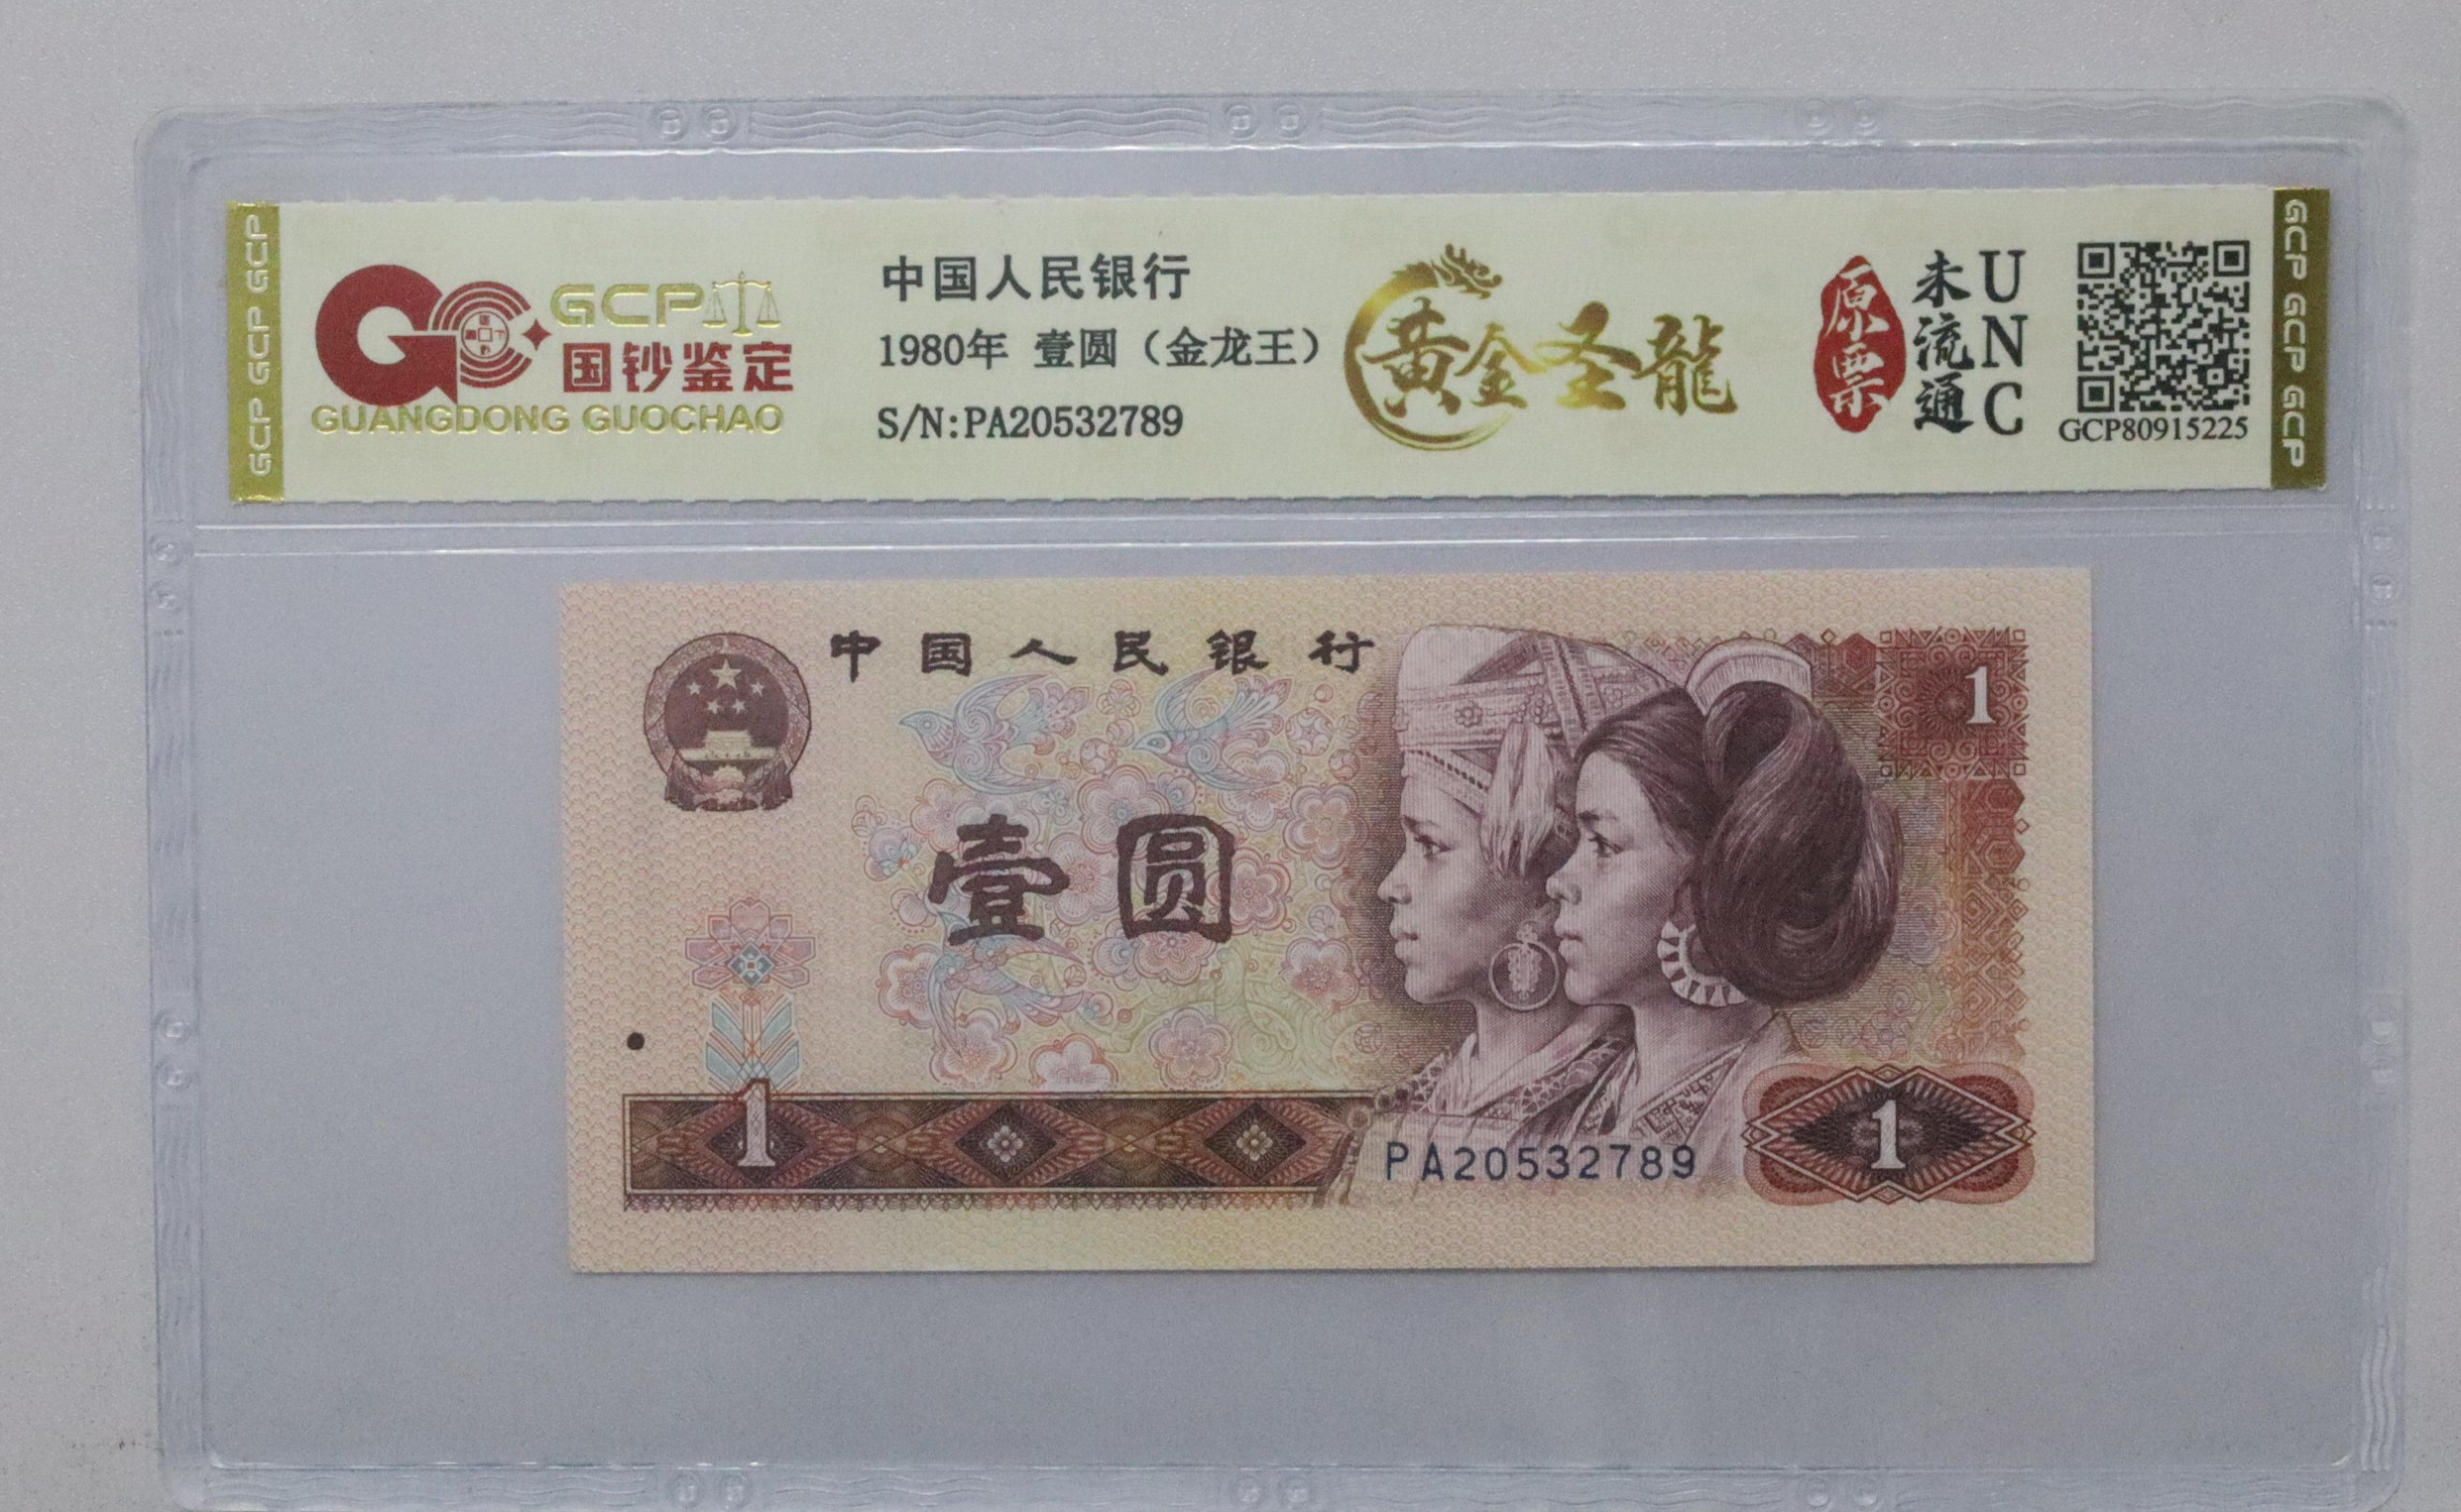 GCP GCP GCP
GCP
国钞鉴定
GUANGDONG GUOCHAO
中国人民银行
1980年 壹圆（金龙王）
S/N:PA20532789
黄金圣龍
原票
未流通
UNC
GCP80915225
GCP GCP GCP
中国人民银行
1
壹圆
1
PA20532789
1